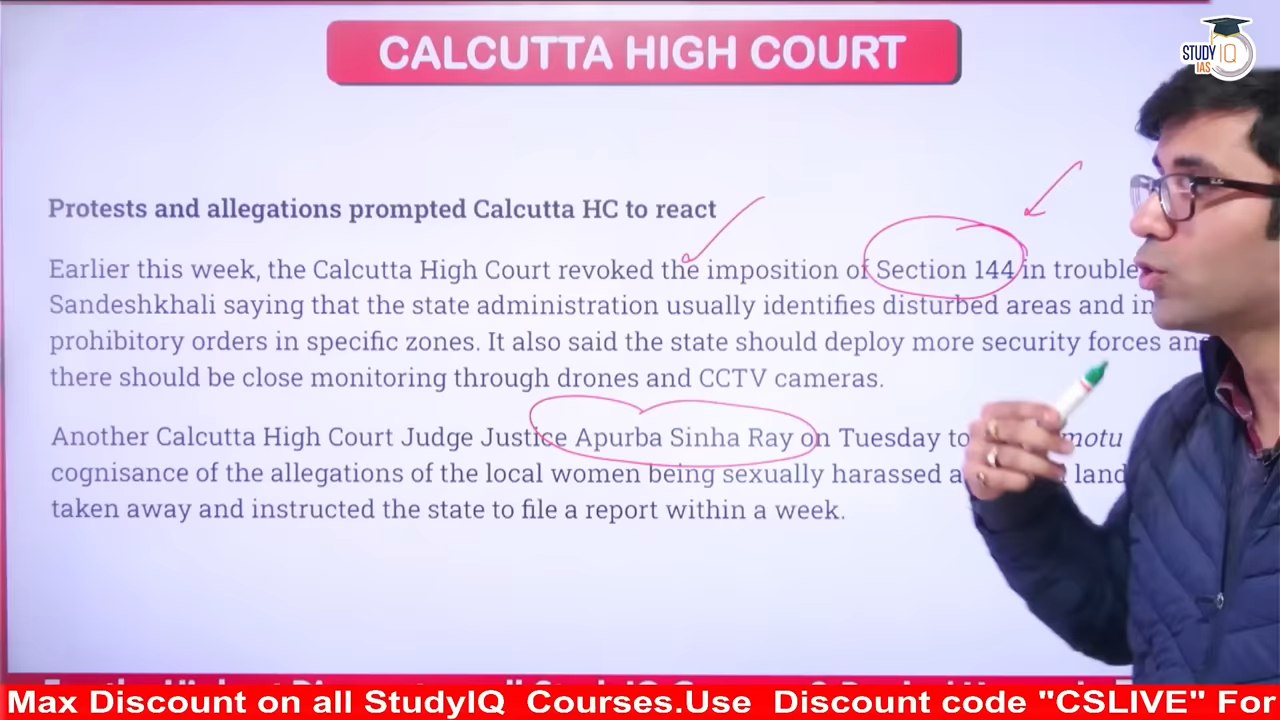 CALCUTTA HIGH COURT
STUDY IQ
IAS
Protests and allegations prompted Calcutta HC to react
Earlier this week, the Calcutta High Court revoked the imposition of Section 144 in trouble
Sandeshkhali saying that the state administration usually identifies disturbed areas and
prohibitory orders in specific zones. It also said the state should deploy more security forces
there should be close monitoring through drones and CCTV cameras.
Another Calcutta High Court Judge Justice Apurba Sinha Ray on Tuesday motu
cognisance of the allegations of the local women being sexually harassed land
taken away and instructed the state to file a report within a week.
Max Discount on all StudyIQ Courses.Use Discount code "CSLIVE" For